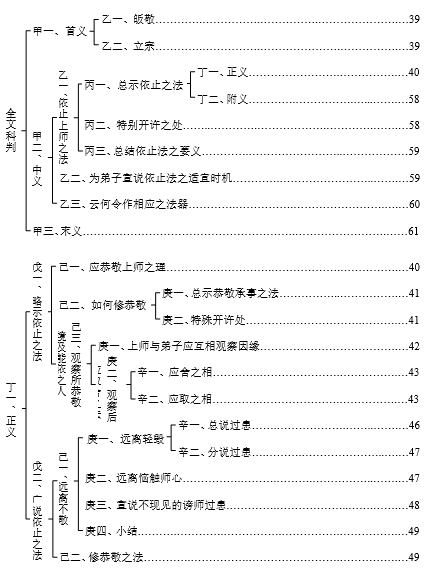 全文科判
甲一、首义
乙一、皈敬……39
乙二、立宗……39
甲二、中义
乙一、依止上师之法
丙一、总示依止之法
丁一、正义……40
丁二、附义……58
丙二、特别开许之处……58
丙三、总结依止法之要义……59
乙二、为弟子宣说依止法之适宜时机……59
乙三、云何令作相应之法器……60
甲三、末义……61
丁一、正义
戊一、略示依止之法
己一、应恭敬上师之理……40
己二、如何修恭敬
庚一、总示恭敬承事之法……41
庚二、特殊开许处……41
己三、观察所恭敬境及能依之人
庚一、上师与弟子应互相观察因缘……42
庚二、观察后
辛一、应舍之相……43
辛二、应取之相……43
戊二、广说依止之法
己一、远离不敬
庚一、远离轻毁
辛一、总说过患……46
辛二、分说过患……47
庚二、远离恼触师心……47
庚三、宣说不现见的谤师过患……48
庚四、小结……49
己二、修恭敬之法……49